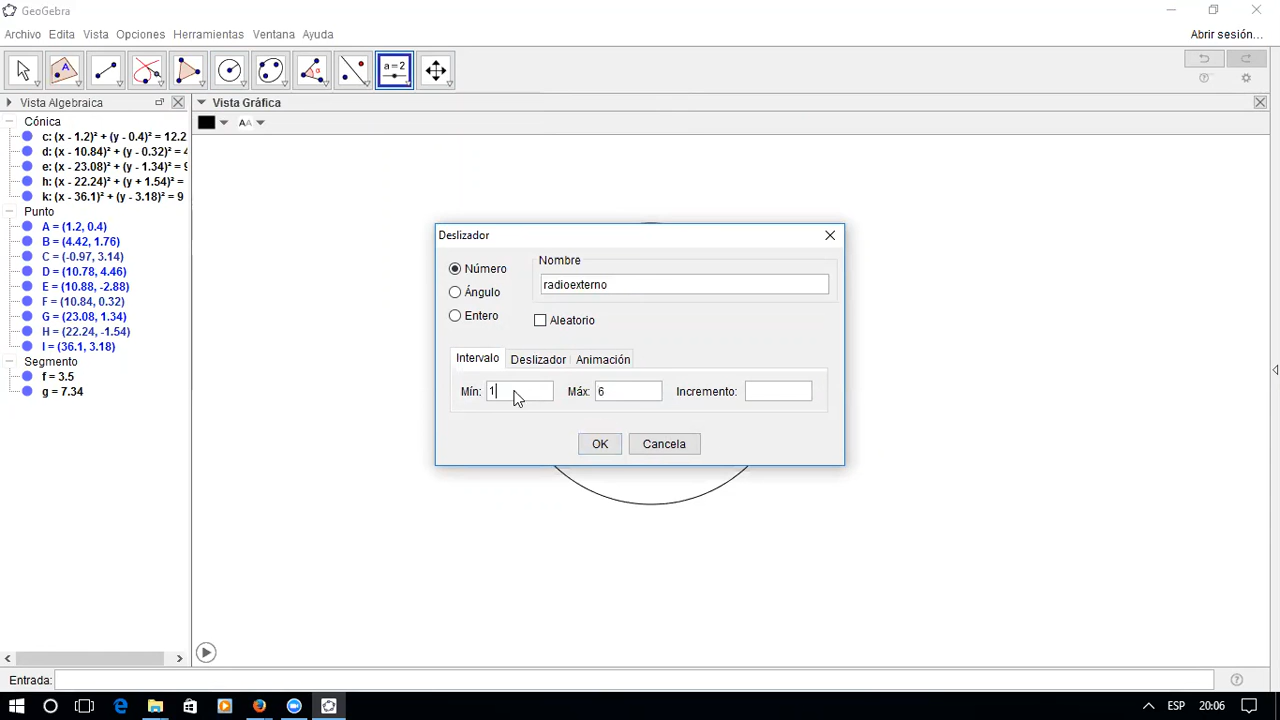 GeoGebra
Archivo Edita Vista Opciones Herramientas Ventana Ayuda
Abrir sesión...
a = 2
Vista Algebraica
Vista Gráfica
AA
Cónica
c: (x - 1.2)² + (y - 0.4)² = 12.2
d: (x - 10.84)² + (y - 0.32)² = 4
e: (x - 23.08)² + (y - 1.34)² = 9
h: (x - 22.24)² + (y + 1.54)² =
k: (x - 36.1)² + (y - 3.18)² = 9
Punto
A = (1.2, 0.4)
B = (4.42, 1.76)
C = (-0.97, 3.14)
D = (10.78, 4.46)
E = (10.88, -2.88)
F = (10.84, 0.32)
G = (23.08, 1.34)
H = (22.24, -1.54)
I = (36.1, 3.18)
Segmento
f = 3.5
g = 7.34
Deslizador
Número
Ángulo
Entero
Nombre
radioexterno
Aleatorio
Intervalo Deslizador Animación
Mín: 1 Máx: 6 Incremento:
OK Cancela
Entrada:
ESP 20:06